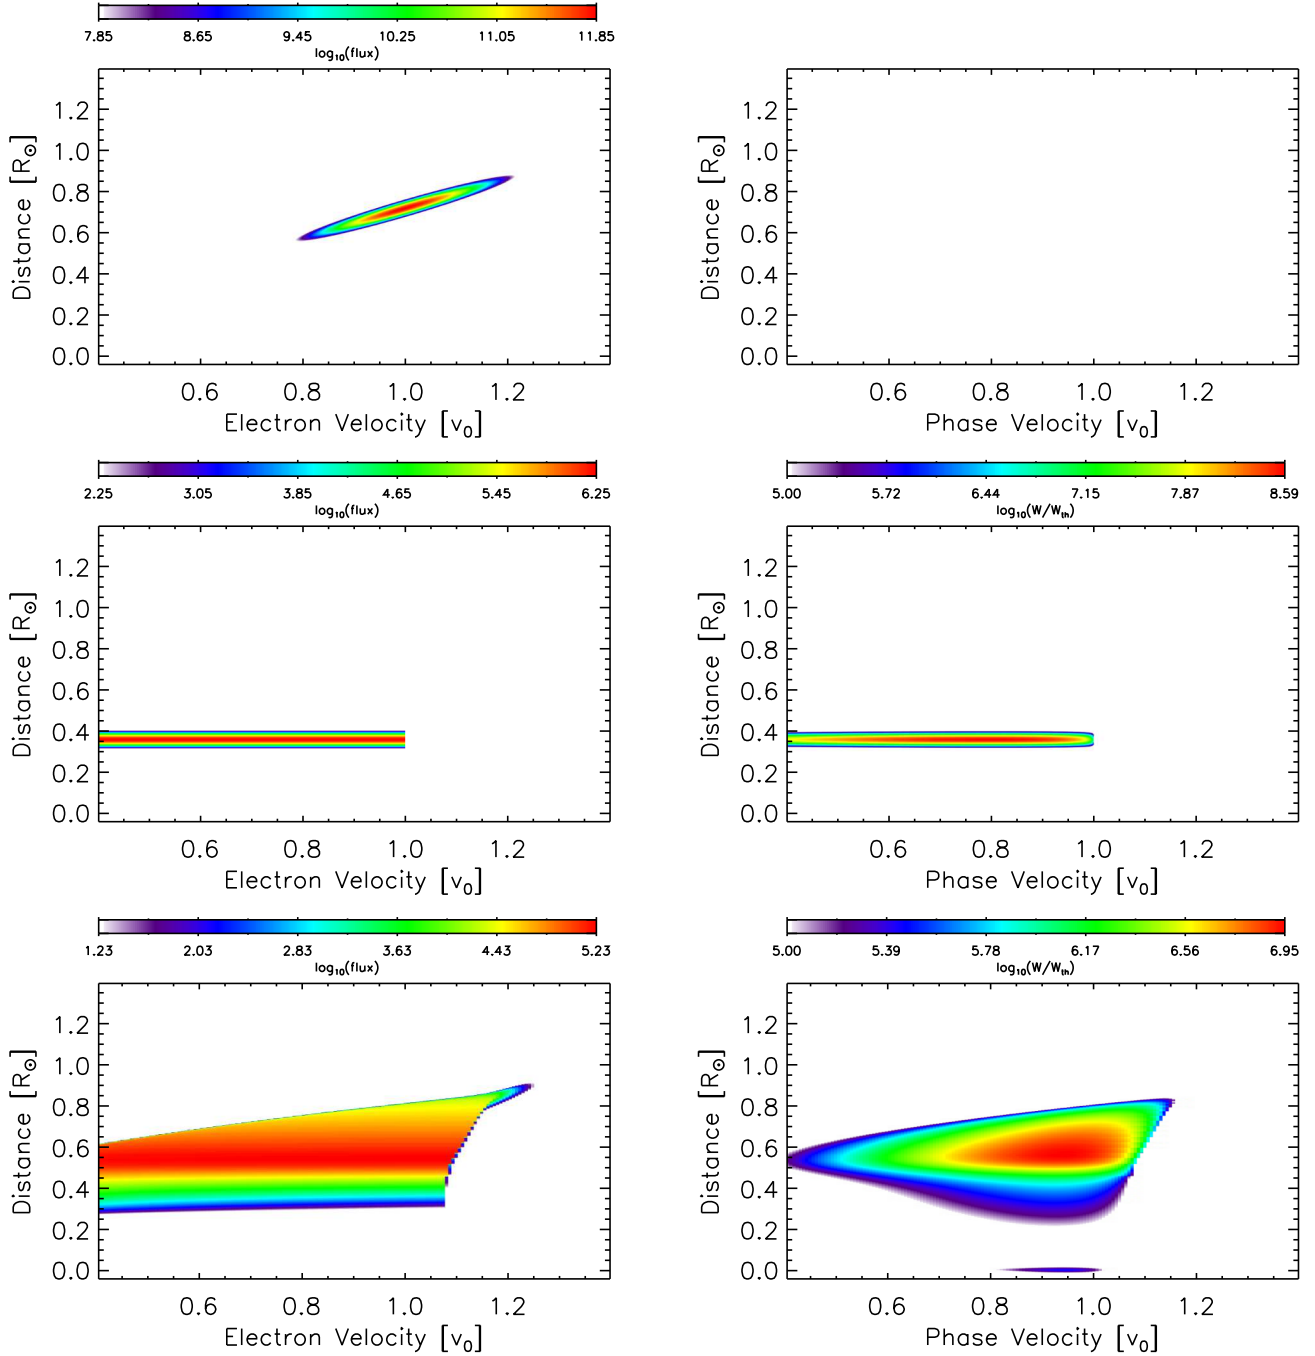 7.85 8.65 9.45 10.25 11.05 11.85
log₁₀(flux)
1.2
1.0
0.8
0.6
0.4
0.2
0.0
Distance [R☉]
0.6 0.8 1.0 1.2
Electron Velocity [v₀]
1.2
1.0
0.8
0.6
0.4
0.2
0.0
Distance [R☉]
0.6 0.8 1.0 1.2
Phase Velocity [v₀]
2.25 3.05 3.85 4.65 5.45 6.25
log₁₀(flux)
1.2
1.0
0.8
0.6
0.4
0.2
0.0
Distance [R☉]
0.6 0.8 1.0 1.2
Electron Velocity [v₀]
5.00 5.72 6.44 7.15 7.87 8.59
log₁₀(W/Wₜₕ)
1.2
1.0
0.8
0.6
0.4
0.2
0.0
Distance [R☉]
0.6 0.8 1.0 1.2
Phase Velocity [v₀]
1.23 2.03 2.83 3.63 4.43 5.23
log₁₀(flux)
1.2
1.0
0.8
0.6
0.4
0.2
0.0
Distance [R☉]
0.6 0.8 1.0 1.2
Electron Velocity [v₀]
5.00 5.39 5.78 6.17 6.56 6.95
log₁₀(W/Wₜₕ)
1.2
1.0
0.8
0.6
0.4
0.2
0.0
Distance [R☉]
0.6 0.8 1.0 1.2
Phase Velocity [v₀]